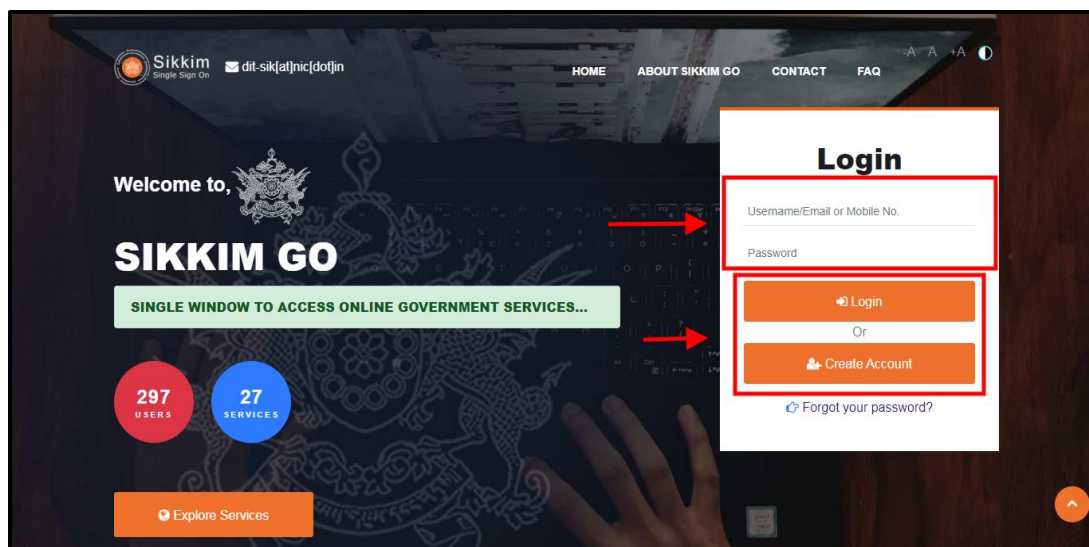 Sikkim
Single Sign On
dit-sik[at]nic[dot]in
HOME ABOUT SIKKIM GO CONTACT FAQ
-A A +A
Welcome to,
SIKKIM GO
SINGLE WINDOW TO ACCESS ONLINE GOVERNMENT SERVICES...
297
USERS
27
SERVICES
Explore Services
Login
Username/Email or Mobile No.
Password
Login
Or
Create Account
Forgot your password?